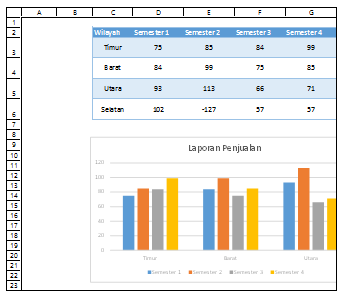 A B C D E F G
1
2 Wilayah Semester 1 Semester 2 Semester 3 Semester 4
3 Timur 75 85 84 99
4 Barat 84 99 75 85
5 Utara 93 113 66 71
6 Selatan 102 -127 57 57
7
8
9 Laporan Penjualan
10
11 120
12 100
13
14 80
15 60
16
17 40
18 20
19
20 0
21 Timur Barat Utara
22 Semester 1 Semester 2 Semester 3 Semester 4
23